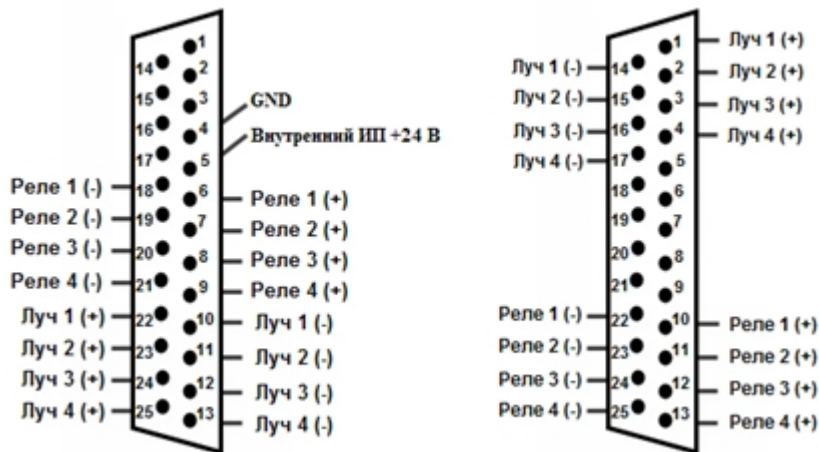 1
14
2
15
3
GND
16
4
Внутренний ИП +24 В
17
5
Реле 1 (-)
18
6
Реле 1 (+)
Реле 2 (-)
19
7
Реле 2 (+)
Реле 3 (-)
20
8
Реле 3 (+)
Реле 4 (-)
21
9
Реле 4 (+)
Луч 1 (+)
22
10
Луч 1 (-)
Луч 2 (+)
23
11
Луч 2 (-)
Луч 3 (+)
24
12
Луч 3 (-)
Луч 4 (+)
25
13
Луч 4 (-)
1
Луч 1 (+)
Луч 1 (-)
14
2
Луч 2 (+)
Луч 2 (-)
15
3
Луч 3 (+)
Луч 3 (-)
16
4
Луч 4 (+)
Луч 4 (-)
17
5
18
6
19
7
20
8
21
9
Реле 1 (-)
22
10
Реле 1 (+)
Реле 2 (-)
23
11
Реле 2 (+)
Реле 3 (-)
24
12
Реле 3 (+)
Реле 4 (-)
25
13
Реле 4 (+)